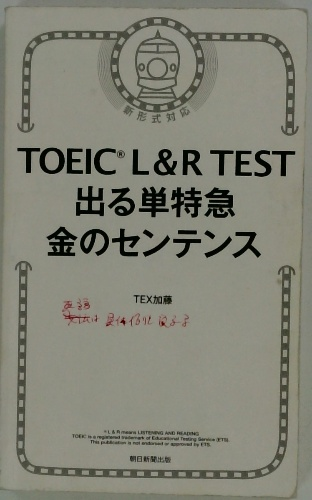 新形式対応
TOEIC® L&R TEST
出る単特急
金のセンテンス
TEX加藤
英語
*L & R means LISTENING AND READING
TOEIC is a registered trademark of Educational Testing Service (ETS).
This publication is not endorsed or approved by ETS.
朝日新聞出版